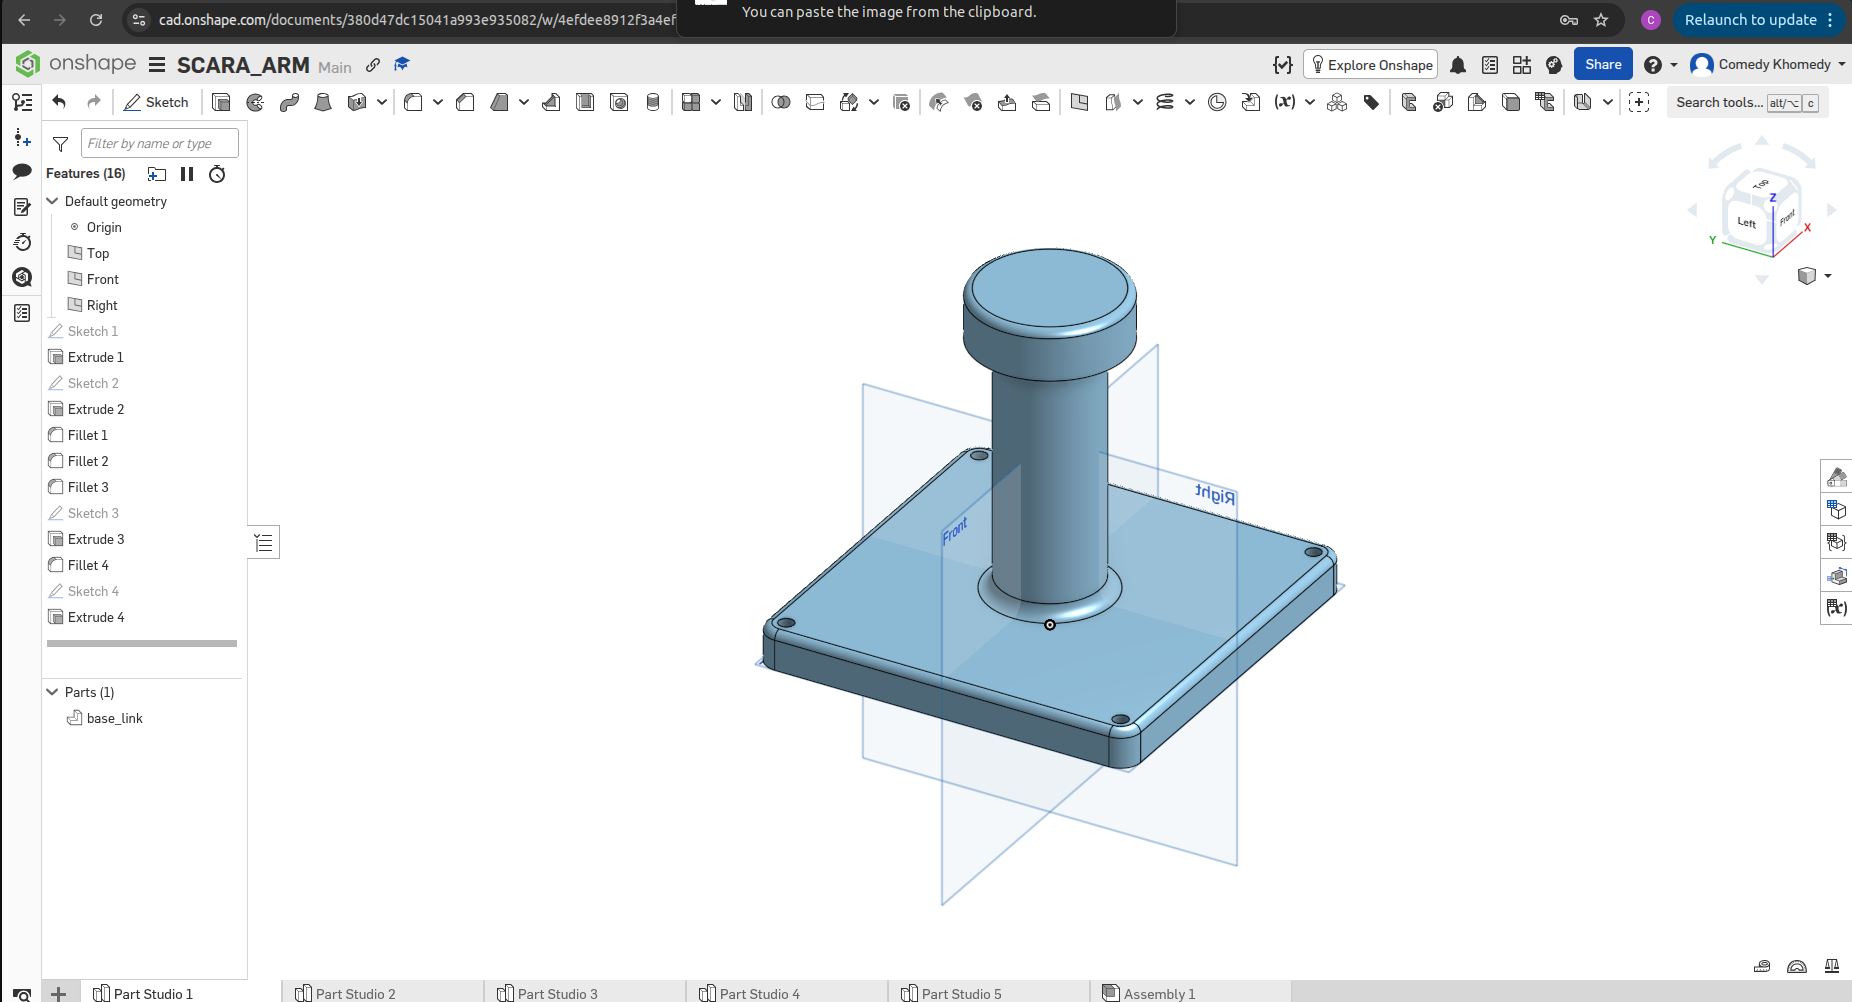 You can paste the image from the clipboard.
cad.onshape.com/documents/380d47dc15041a993e935082/w/4efdee8912f3a4ef
C
Relaunch to update
onshape
SCARA_ARM Main
Explore Onshape
Share
Comedy Khomedy
Sketch
(x)
Search tools... alt/⌥ c
Filter by name or type
Features (16)
Default geometry
Origin
Top
Front
Right
Sketch 1
Extrude 1
Sketch 2
Extrude 2
Fillet 1
Fillet 2
Fillet 3
Sketch 3
Extrude 3
Fillet 4
Sketch 4
Extrude 4
Parts (1)
base_link
Top
Left
Front
Z
X
Y
Right
Front
Part Studio 1
Part Studio 2
Part Studio 3
Part Studio 4
Part Studio 5
Assembly 1